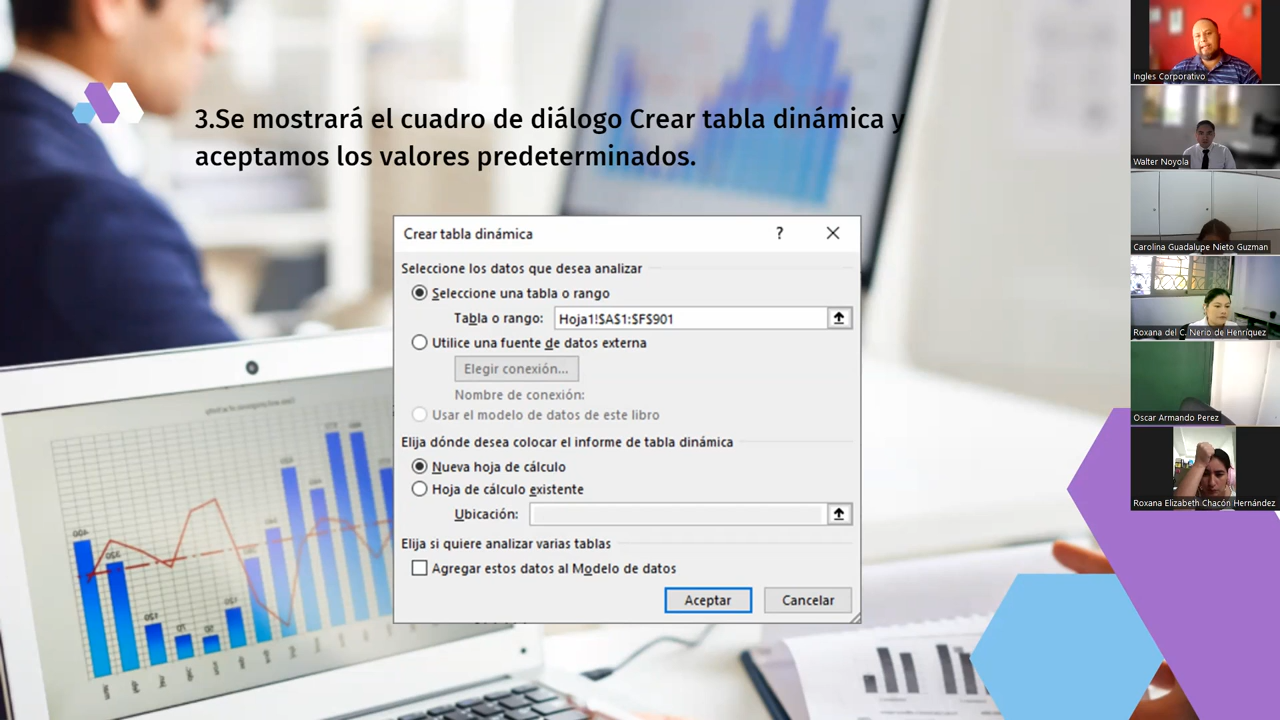 3.Se mostrará el cuadro de diálogo Crear tabla dinámica y
aceptamos los valores predeterminados.
Crear tabla dinámica
?
Seleccione los datos que desea analizar
Seleccione una tabla o rango
Tabla o rango:
Hoja1!$A$1:$F$901
Utilice una fuente de datos externa
Elegir conexión...
Nombre de conexión:
Usar el modelo de datos de este libro
Elija dónde desea colocar el informe de tabla dinámica
Nueva hoja de cálculo
Hoja de cálculo existente
Ubicación:
Elija si quiere analizar varias tablas
Agregar estos datos al Modelo de datos
Aceptar
Cancelar
Ingles Corporativo
Walter Noyola
Carolina Guadalupe Nieto Guzman
Roxana del C. Nerio de Henríquez
Oscar Armando Perez
Roxana Elizabeth Chacón Hernández